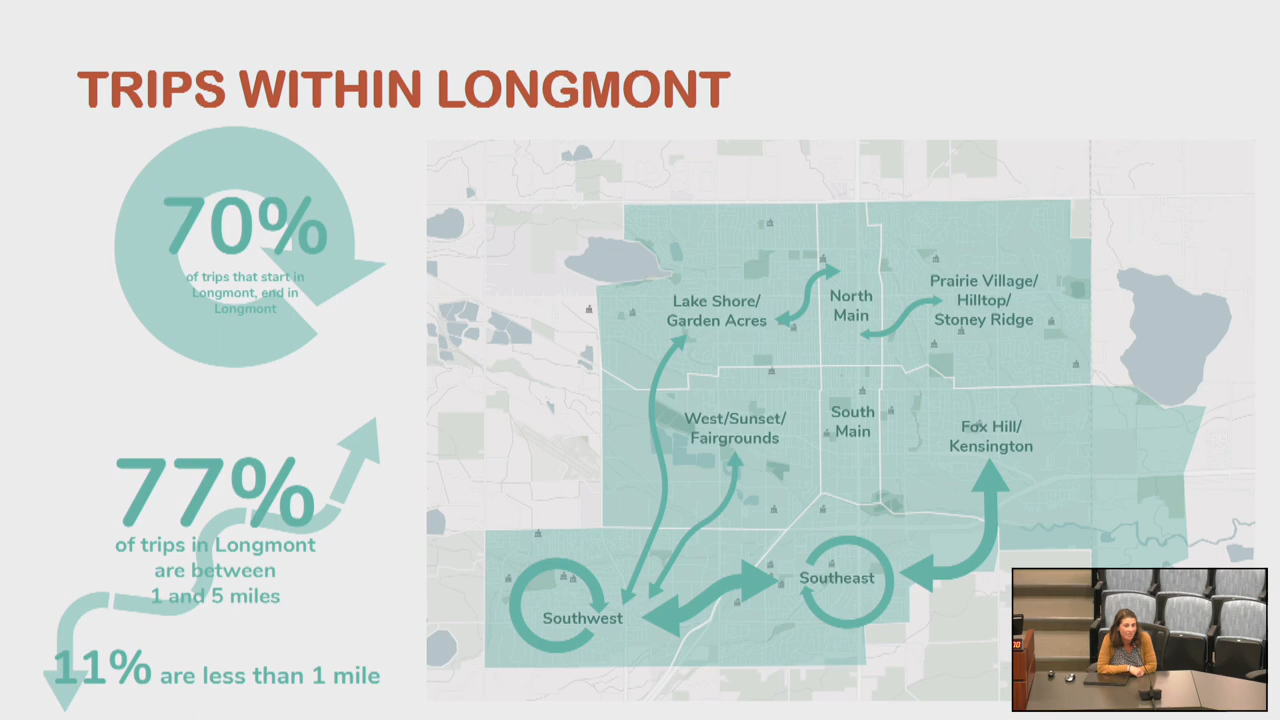 TRIPS WITHIN LONGMONT
70%
of trips that start in
Longmont, end in
Longmont
77%
of trips in Longmont
are between
1 and 5 miles
11% are less than 1 mile
Lake Shore/
Garden Acres
North
Main
Prairie Village/
Hilltop/
Stoney Ridge
West/Sunset/
Fairgrounds
South
Main
Fox Hill/
Kensington
Southwest
Southeast